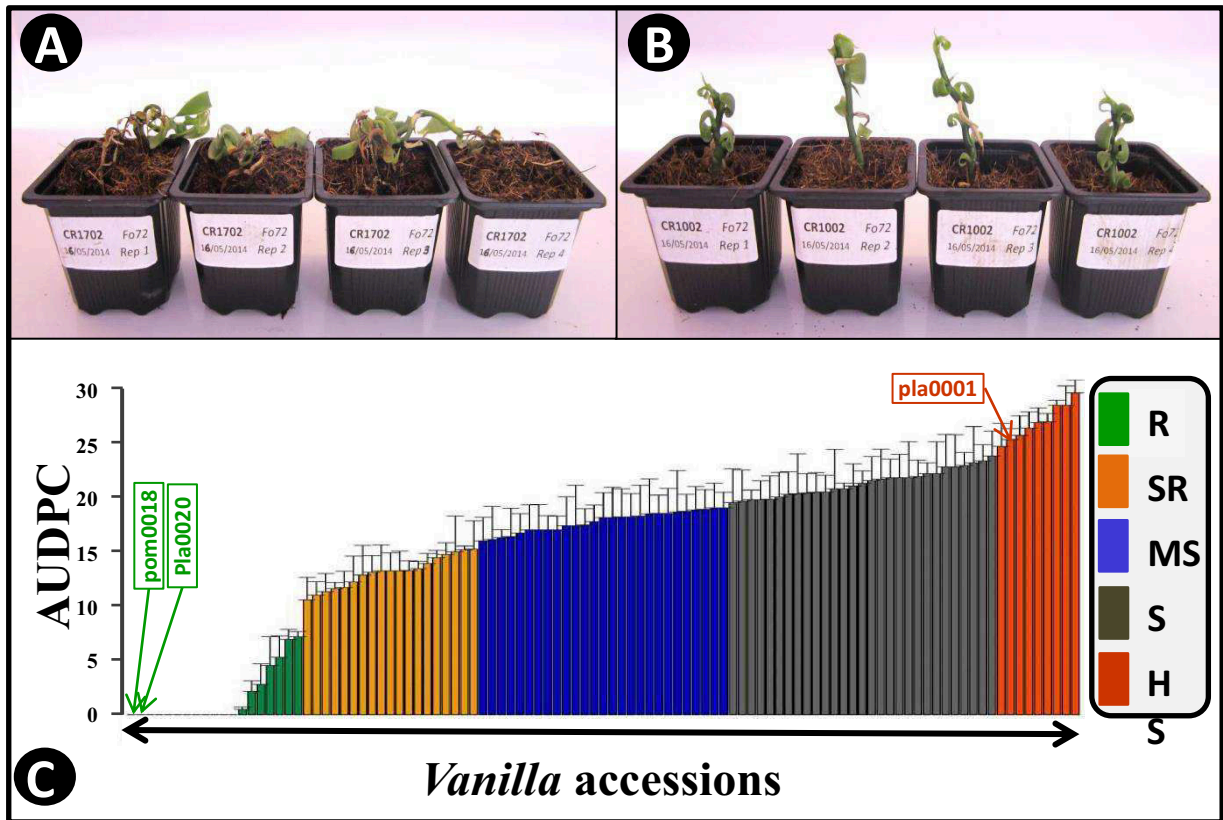 A
B
CR1702 Fo72
16/05/2014 Rep 1
CR1702 Fo72
16/05/2014 Rep 2
CR1702 Fo72
16/05/2014 Rep 3
CR1702 Fo72
16/05/2014 Rep 4
CR1002 Fo72
16/05/2014 Rep 1
CR1002 Fo72
16/05/2014 Rep 2
CR1002 Fo72
16/05/2014 Rep 3
CR1002 Fo72
16/05/2014 Rep 4
AUDPC
30
25
20
15
10
5
0
pom0018
Pla0020
pla0001
R
SR
MS
S
H
S
C
Vanilla accessions